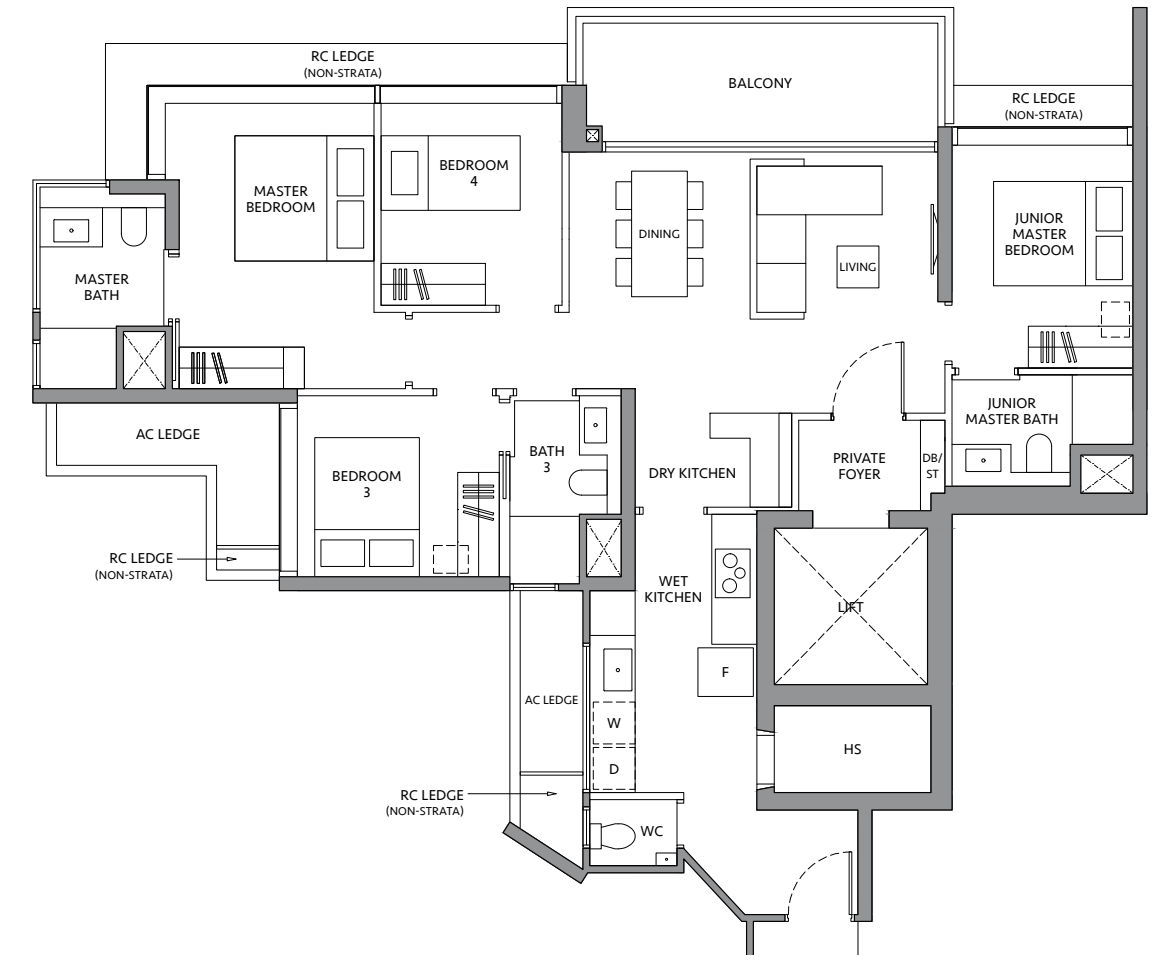 RC LEDGE
(NON-STRATA)
BALCONY
RC LEDGE
(NON-STRATA)
MASTER
BEDROOM
BEDROOM
4
DINING
LIVING
JUNIOR
MASTER
BEDROOM
MASTER
BATH
AC LEDGE
BEDROOM
3
BATH
3
DRY KITCHEN
PRIVATE
FOYER
DB/
ST
JUNIOR
MASTER BATH
RC LEDGE
(NON-STRATA)
WET
KITCHEN
LIFT
F
AC LEDGE
W
D
HS
RC LEDGE
(NON-STRATA)
WC